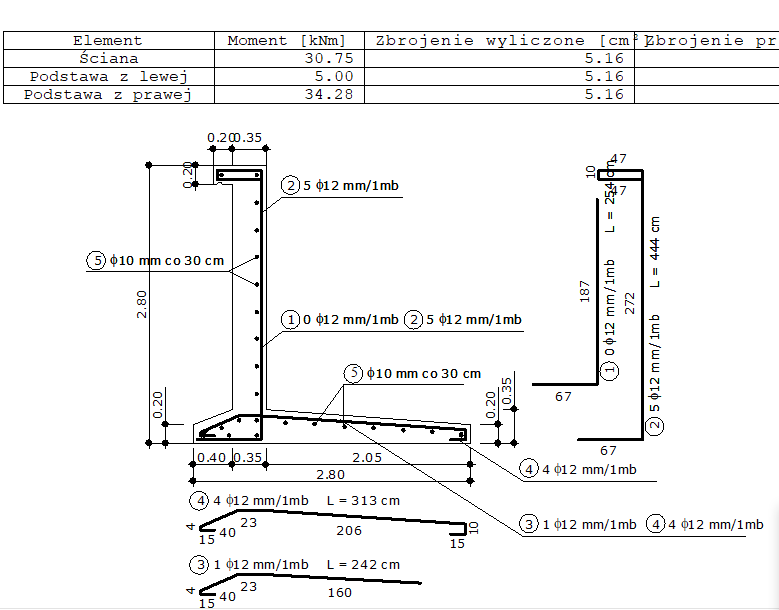 Element Moment [kNm] Zbrojenie wyliczone [cm²] Zbrojenie pr
Ściana 30.75 5.16
Podstawa z lewej 5.00 5.16
Podstawa z prawej 34.28 5.16
0.20 0.35
0.20
2.80
② 5 ϕ12 mm/1mb
⑤ ϕ10 mm co 30 cm
① 0 ϕ12 mm/1mb ② 5 ϕ12 mm/1mb
⑤ ϕ10 mm co 30 cm
0.20
0.20
0.35
0.40 0.35 2.05
2.80
④ 4 ϕ12 mm/1mb
③ 1 ϕ12 mm/1mb ④ 4 ϕ12 mm/1mb
47
10
47
187
① 0 ϕ12 mm/1mb L = 254 cm
272
② 5 ϕ12 mm/1mb L = 444 cm
67
67
④ 4 ϕ12 mm/1mb L = 313 cm
4
15 40 23
206
10
15
③ 1 ϕ12 mm/1mb L = 242 cm
4
15 40 23
160